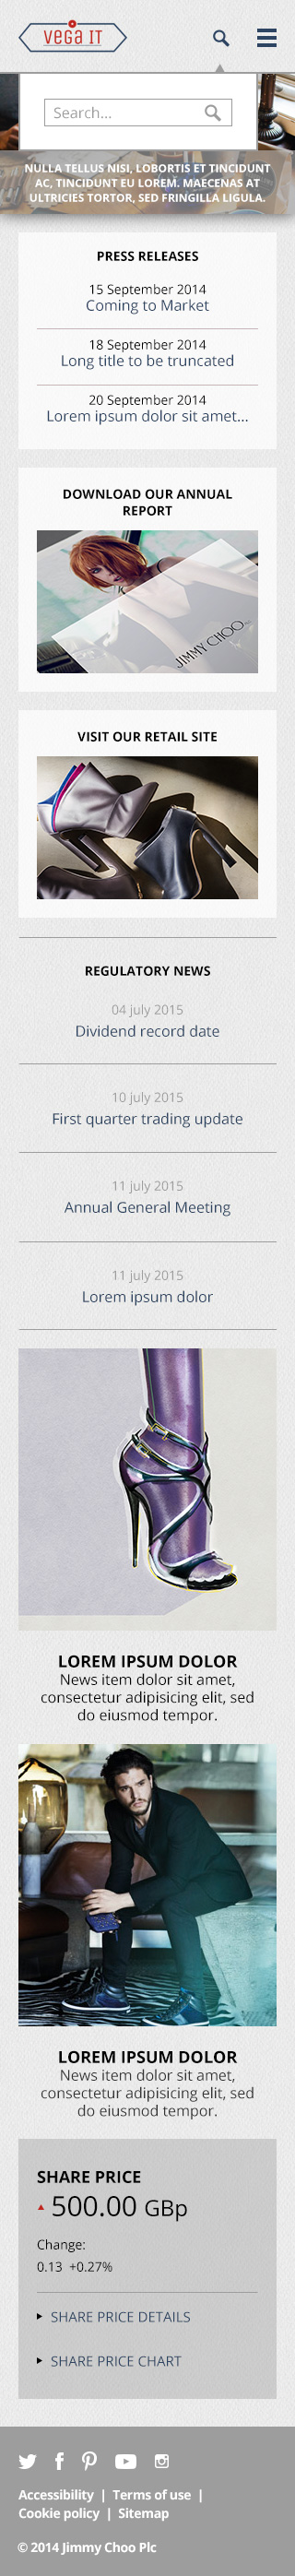 vega IT
Search...
NULLA TELLUS NISI, LOBORTIS ET TINCIDUNT
AC, TINCIDUNT EU LOREM. MAECENAS AT
ULTRICIES TORTOR, SED FRINGILLA LIGULA.
PRESS RELEASES
15 September 2014
Coming to Market
18 September 2014
Long title to be truncated
20 September 2014
Lorem ipsum dolor sit amet...
DOWNLOAD OUR ANNUAL
REPORT
JIMMY CHOO
VISIT OUR RETAIL SITE
REGULATORY NEWS
04 july 2015
Dividend record date
10 july 2015
First quarter trading update
11 july 2015
Annual General Meeting
11 july 2015
Lorem ipsum dolor
LOREM IPSUM DOLOR
News item dolor sit amet,
consectetur adipisicing elit, sed
do eiusmod tempor.
LOREM IPSUM DOLOR
News item dolor sit amet,
consectetur adipisicing elit, sed
do eiusmod tempor.
SHARE PRICE
500.00 GBp
Change:
0.13 +0.27%
SHARE PRICE DETAILS
SHARE PRICE CHART
Accessibility | Terms of use |
Cookie policy | Sitemap
© 2014 Jimmy Choo Plc